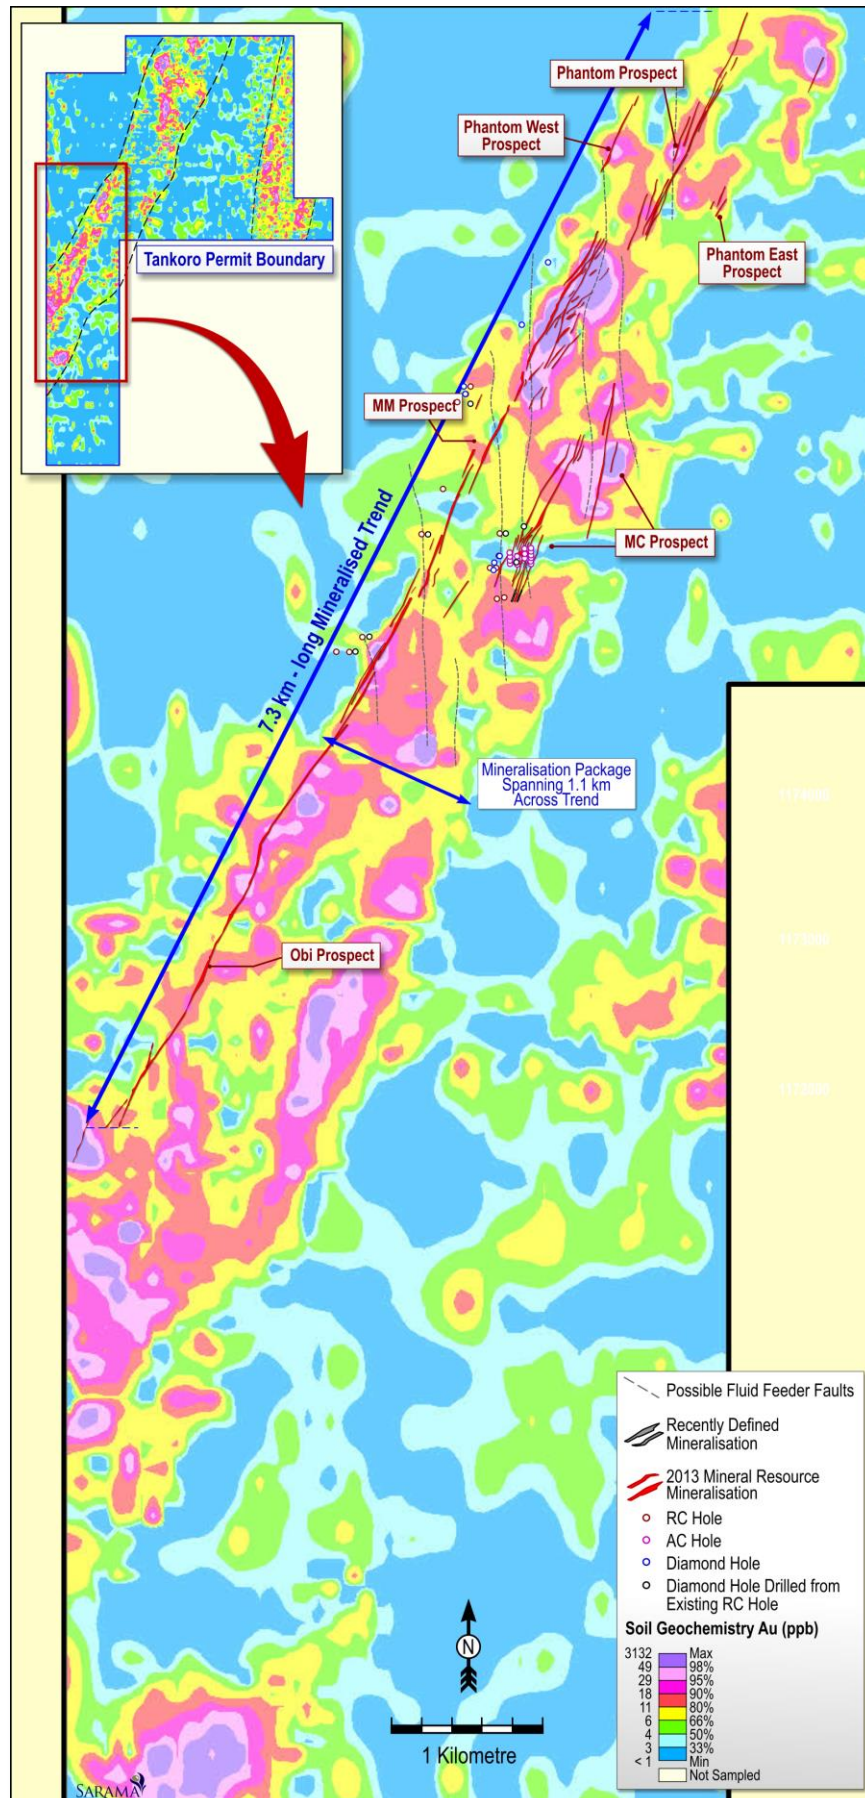 Phantom Prospect
Phantom West
Prospect
Tankoro Permit Boundary
Phantom East
Prospect
MM Prospect
MC Prospect
7.3 km - long Mineralised Trend
Mineralisation Package
Spanning 1.1 km
Across Trend
Obi Prospect
Possible Fluid Feeder Faults
Recently Defined
Mineralisation
2013 Mineral Resource
Mineralisation
RC Hole
AC Hole
Diamond Hole
Diamond Hole Drilled from
Existing RC Hole
Soil Geochemistry Au (ppb)
3132 Max
49 98%
29 95%
18 90%
11 80%
6 66%
4 50%
3 33%
< 1 Min
Not Sampled
N
1 Kilometre
SARAMA